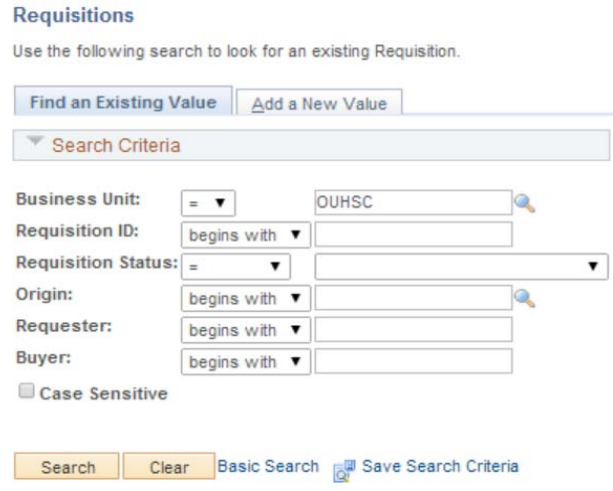 Requisitions
Use the following search to look for an existing Requisition.
Find an Existing Value Add a New Value
Search Criteria
Business Unit: = OUHSC
Requisition ID: begins with
Requisition Status: =
Origin: begins with
Requester: begins with
Buyer: begins with
Case Sensitive
Search Clear Basic Search Save Search Criteria